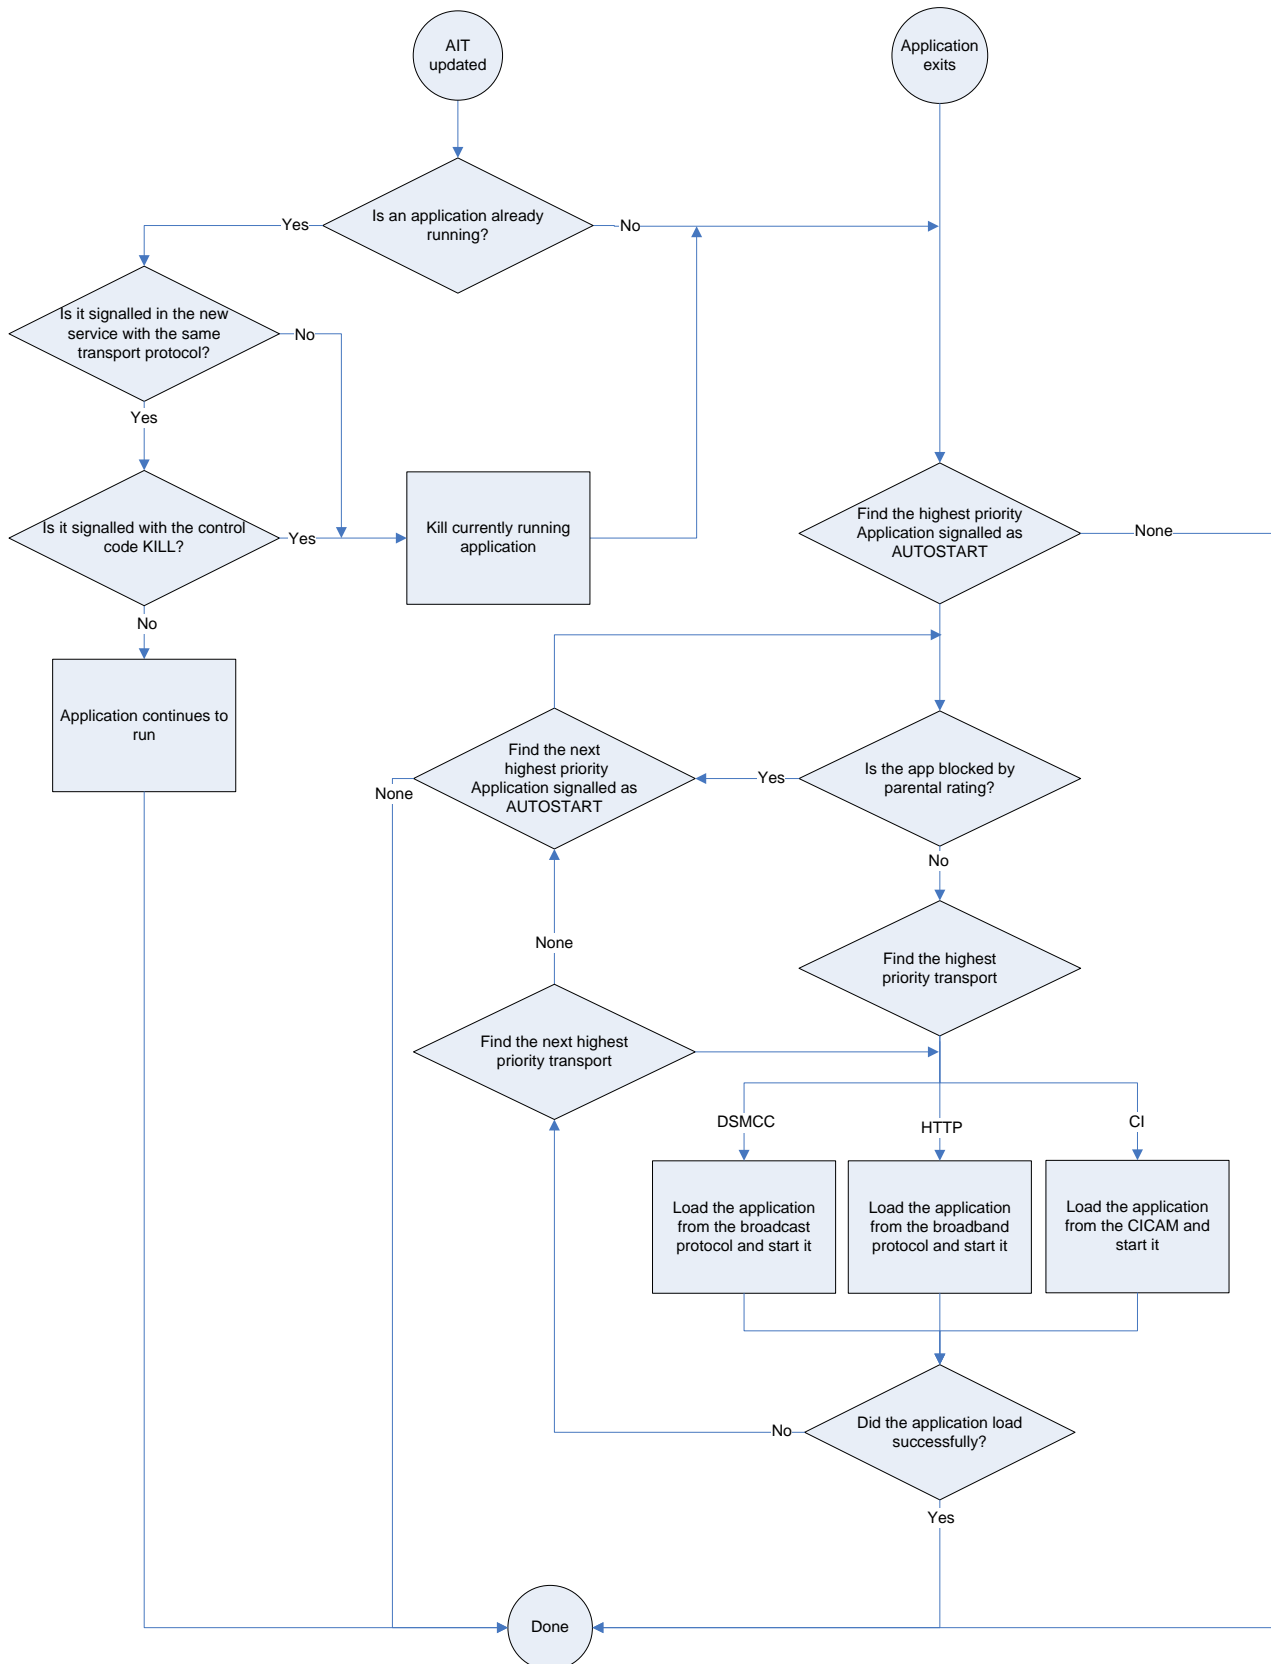 AIT
updated
Application
exits
Is an application already
running?
Yes
No
Is it signalled in the new
service with the same
transport protocol?
No
Yes
Is it signalled with the control
code KILL?
Yes
Kill currently running
application
Find the highest priority
Application signalled as
AUTOSTART
None
No
Application continues to
run
Find the next
highest priority
Application signalled as
AUTOSTART
None
Yes
Is the app blocked by
parental rating?
No
None
Find the highest
priority transport
Find the next highest
priority transport
DSMCC
HTTP
CI
Load the application
from the broadcast
protocol and start it
Load the application
from the broadband
protocol and start it
Load the application
from the CICAM and
start it
No
Did the application load
successfully?
Yes
Done